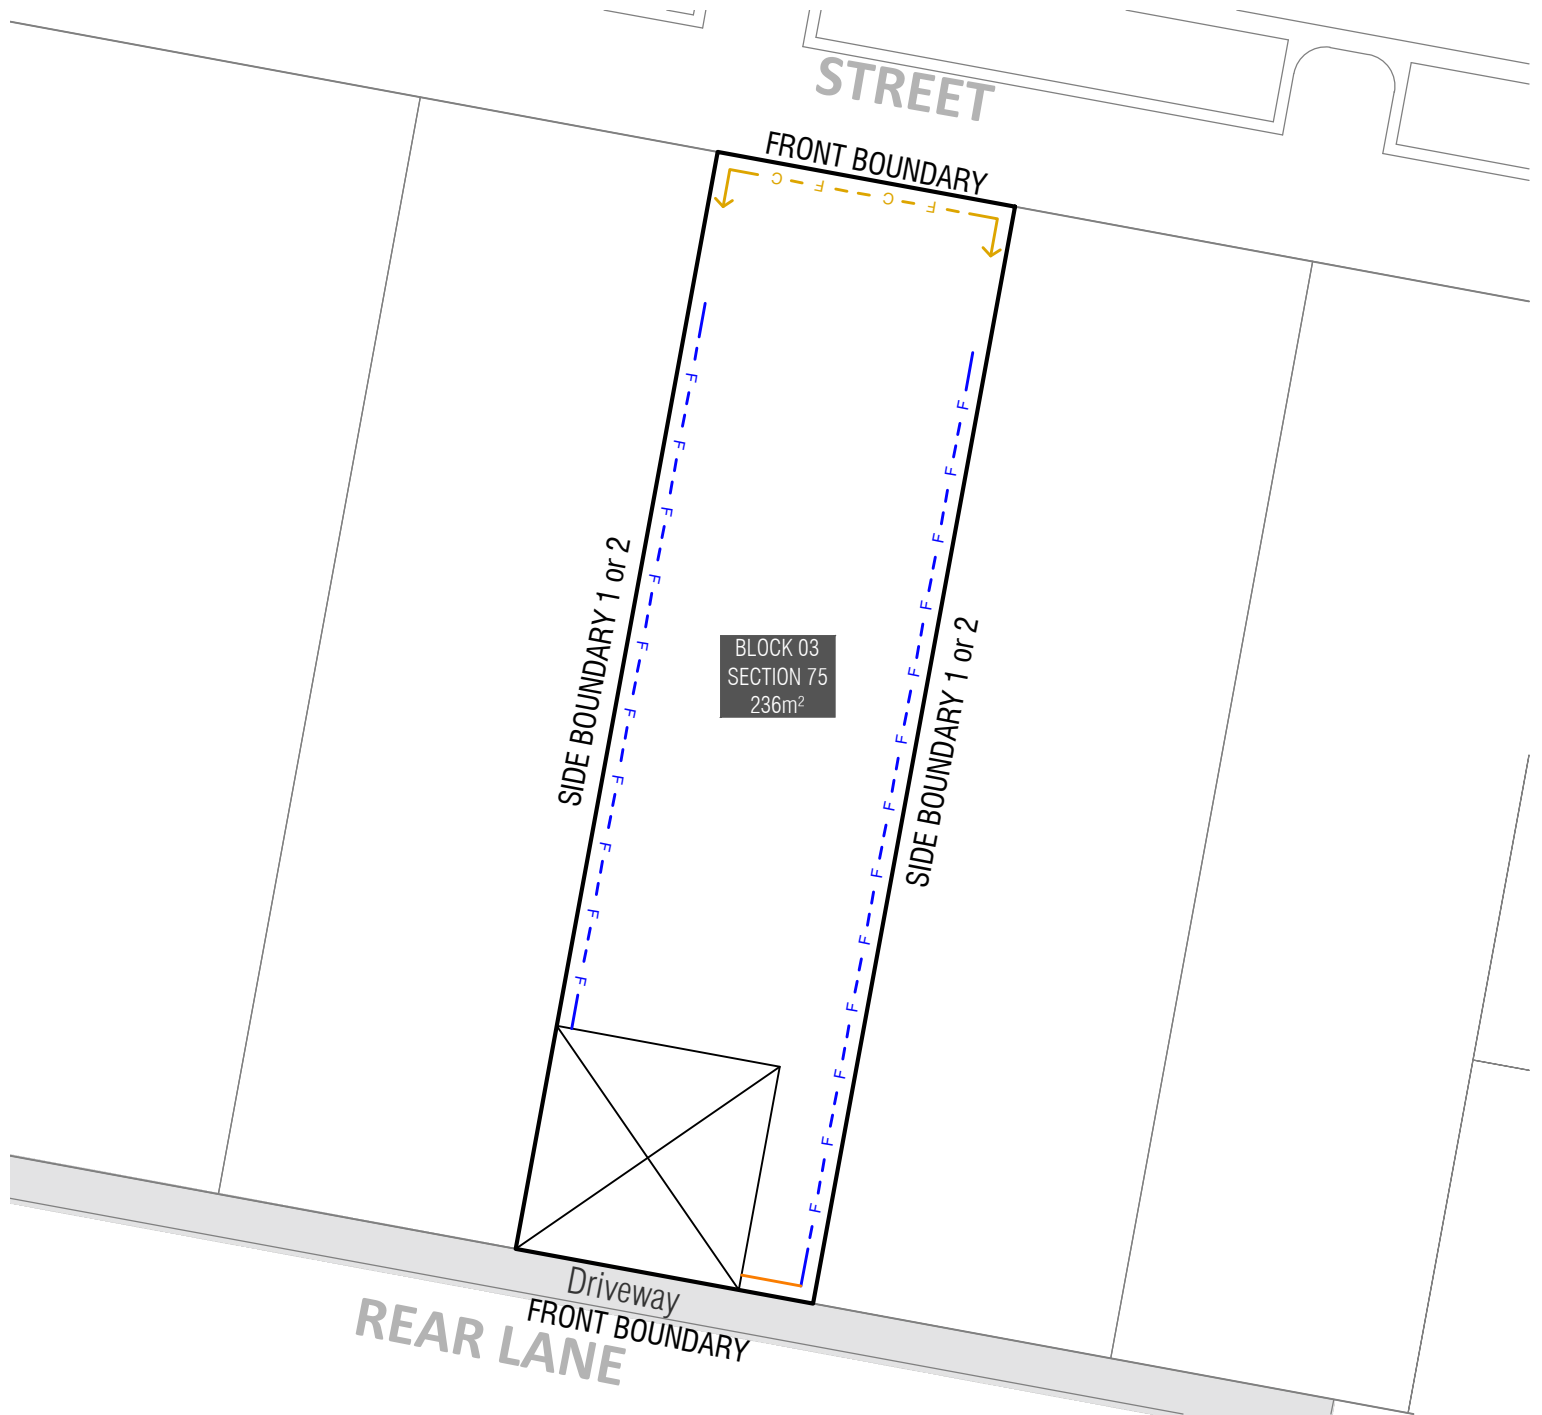 STREET
FRONT BOUNDARY
C F C F
F F F F F F F F F F
F F F F F F F F F F F F F
SIDE BOUNDARY 1 or 2
SIDE BOUNDARY 1 or 2
BLOCK 03
SECTION 75
236m²
Driveway
FRONT BOUNDARY
REAR LANE